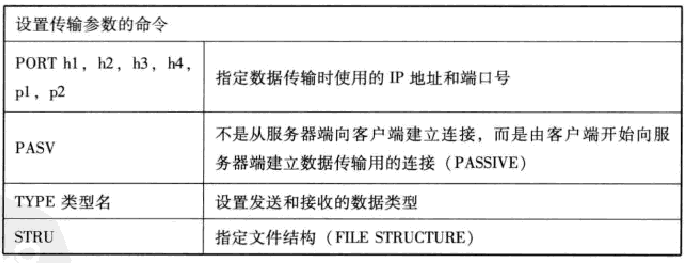 设置传输参数的命令
PORT h1，h2，h3，h4，
p1，p2
指定数据传输时使用的 IP 地址和端口号
PASV
不是从服务器端向客户端建立连接，而是由客户端开始向服
务器端建立数据传输用的连接（PASSIVE）
TYPE 类型名
设置发送和接收的数据类型
STRU
指定文件结构（FILE STRUCTURE）